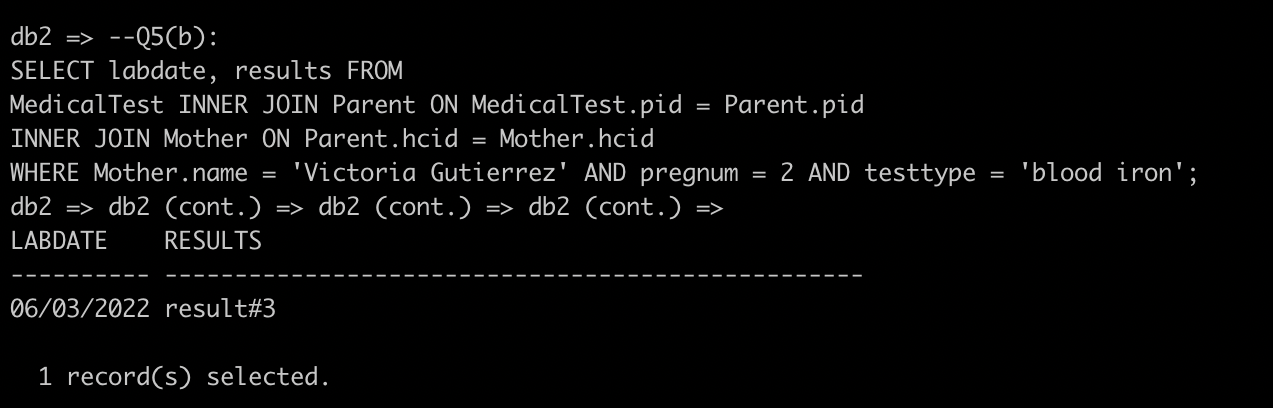 db2 => --Q5(b):
SELECT labdate, results FROM
MedicalTest INNER JOIN Parent ON MedicalTest.pid = Parent.pid
INNER JOIN Mother ON Parent.hcid = Mother.hcid
WHERE Mother.name = 'Victoria Gutierrez' AND pregnum = 2 AND testtype = 'blood iron';
db2 => db2 (cont.) => db2 (cont.) => db2 (cont.) =>
LABDATE    RESULTS
---------- --------------------------------------------------
06/03/2022 result#3
  1 record(s) selected.